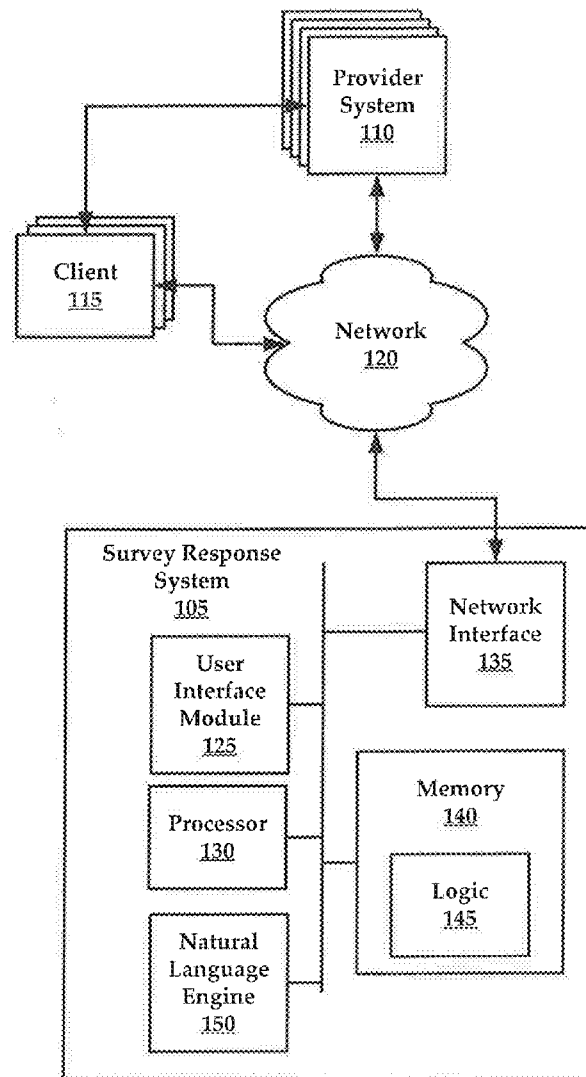 Provider
System
110
Client
115
Network
120
Survey Response
System
105
Network
Interface
135
User
Interface
Module
125
Memory
140
Processor
130
Logic
145
Natural
Language
Engine
150